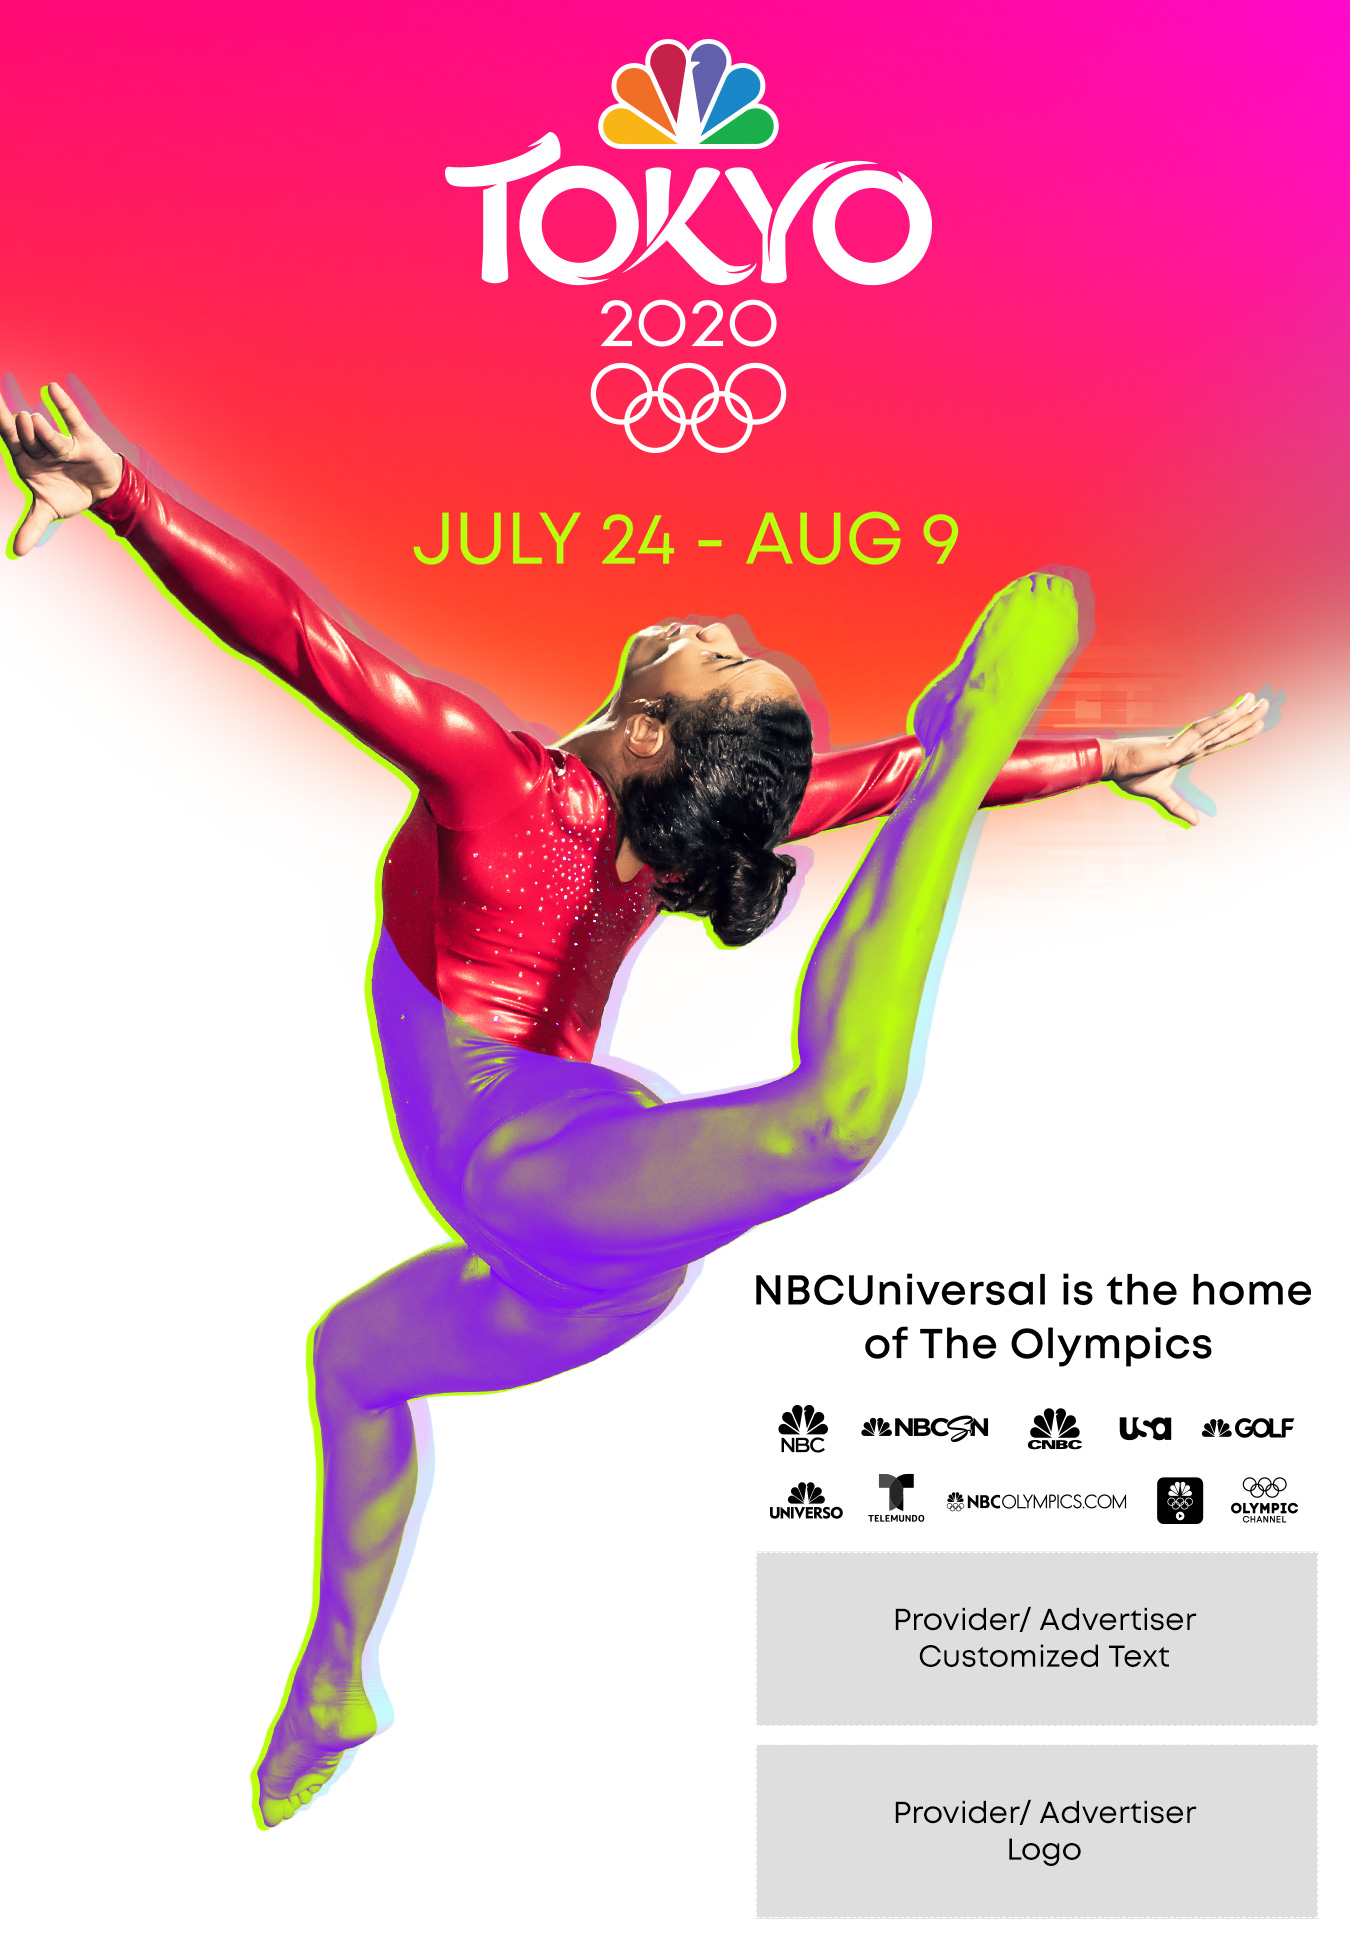 TOKYO
2020
JULY 24 - AUG 9
NBCUniversal is the home
of The Olympics
NBC NBCSN CNBC USA GOLF
UNIVERSO TELEMUNDO NBCOLYMPICS.COM OLYMPIC
CHANNEL
Provider/ Advertiser
Customized Text
Provider/ Advertiser
Logo